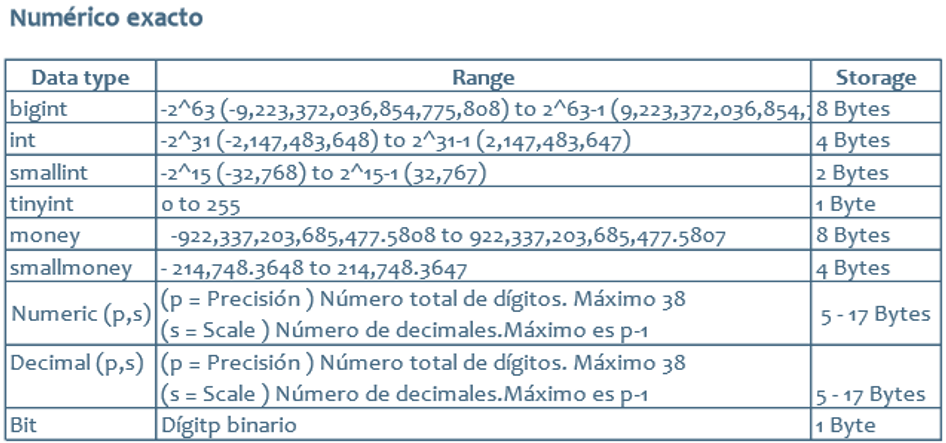 Numérico exacto
Data type Range Storage
bigint -2^63 (-9,223,372,036,854,775,808) to 2^63-1 (9,223,372,036,854, 8 Bytes
int -2^31 (-2,147,483,648) to 2^31-1 (2,147,483,647) 4 Bytes
smallint -2^15 (-32,768) to 2^15-1 (32,767) 2 Bytes
tinyint 0 to 255 1 Byte
money -922,337,203,685,477.5808 to 922,337,203,685,477.5807 8 Bytes
smallmoney - 214,748.3648 to 214,748.3647 4 Bytes
Numeric (p,s) (p = Precisión ) Número total de dígitos. Máximo 38
(s = Scale ) Número de decimales.Máximo es p-1 5 - 17 Bytes
Decimal (p,s) (p = Precisión ) Número total de dígitos. Máximo 38
(s = Scale ) Número de decimales.Máximo es p-1 5 - 17 Bytes
Bit Dígitp binario 1 Byte